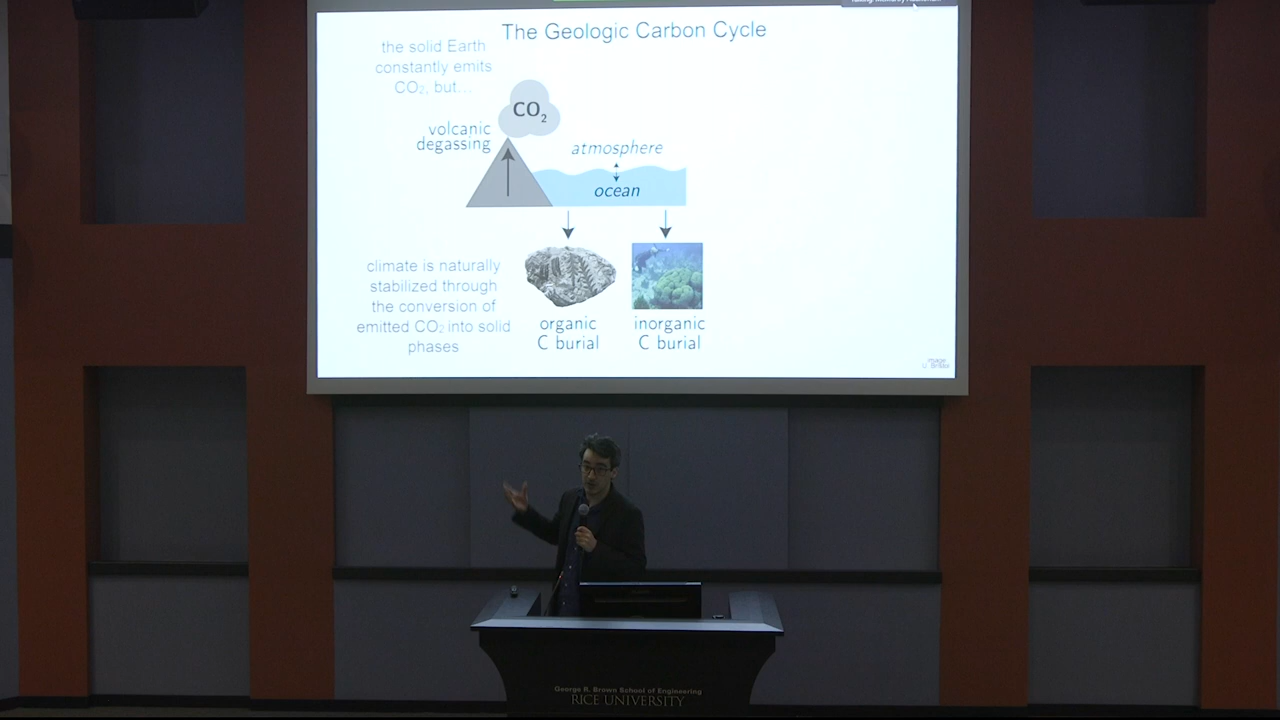 The Geologic Carbon Cycle
the solid Earth
constantly emits
CO₂, but...
CO₂
volcanic
degassing
atmosphere
ocean
climate is naturally
stabilized through
the conversion of
emitted CO₂ into solid
phases
organic
C burial
inorganic
C burial
George R. Brown School of Engineering
RICE UNIVERSITY